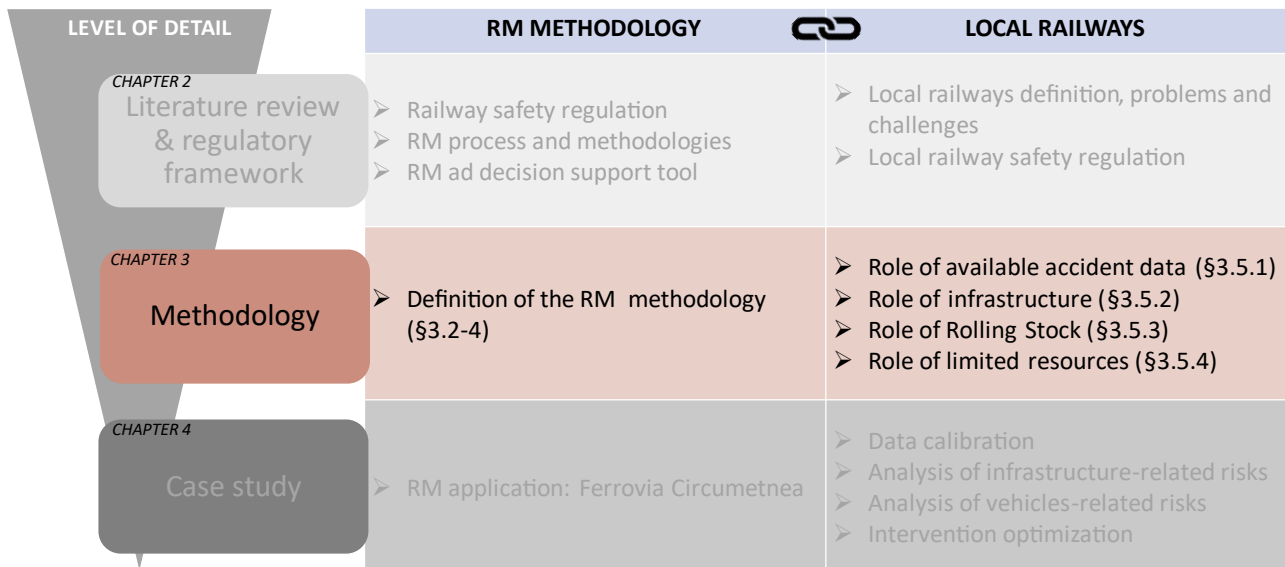 LEVEL OF DETAIL
RM METHODOLOGY
LOCAL RAILWAYS
CHAPTER 2
Literature review
& regulatory
framework
➢ Railway safety regulation
➢ RM process and methodologies
➢ RM ad decision support tool
➢ Local railways definition, problems and
challenges
➢ Local railway safety regulation
CHAPTER 3
Methodology
➢ Definition of the RM methodology
(§3.2-4)
➢ Role of available accident data (§3.5.1)
➢ Role of infrastructure (§3.5.2)
➢ Role of Rolling Stock (§3.5.3)
➢ Role of limited resources (§3.5.4)
CHAPTER 4
Case study
➢ RM application: Ferrovia Circumetnea
➢ Data calibration
➢ Analysis of infrastructure-related risks
➢ Analysis of vehicles-related risks
➢ Intervention optimization